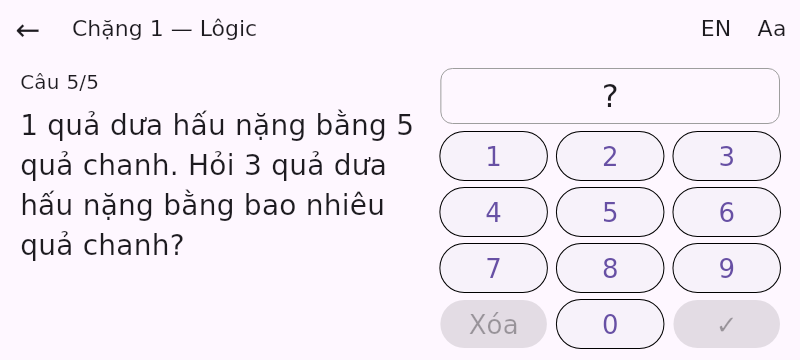 ← Chặng 1 — Lôgic EN Aa
Câu 5/5
1 quả dưa hấu nặng bằng 5
quả chanh. Hỏi 3 quả dưa
hấu nặng bằng bao nhiêu
quả chanh?
?
1 2 3
4 5 6
7 8 9
Xóa 0 ✓